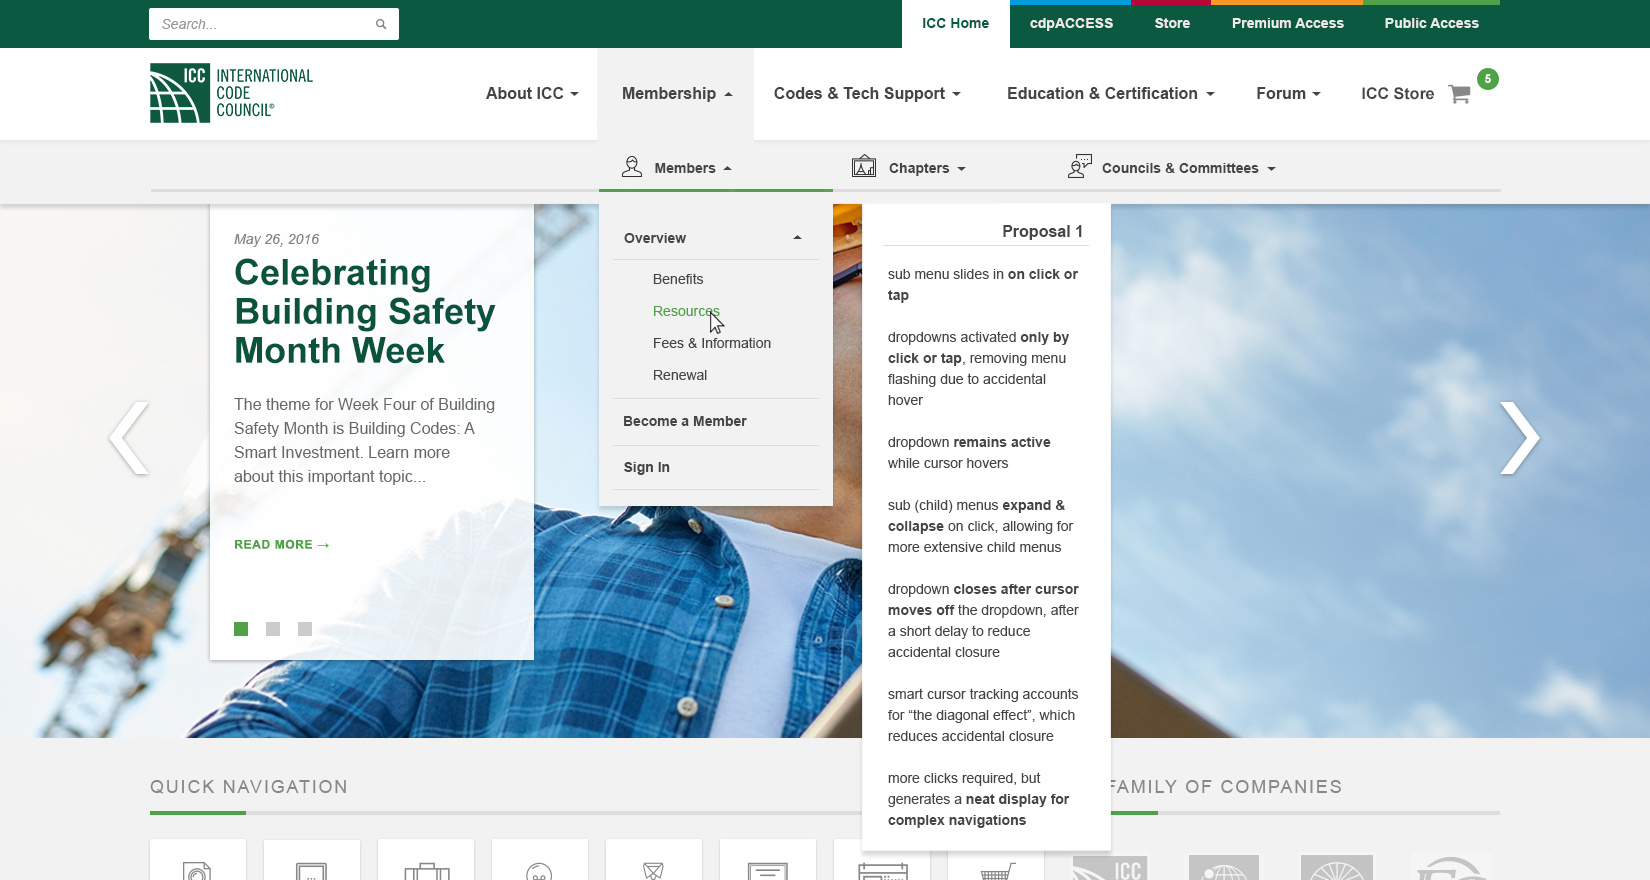 Search...
ICC Home
cdpACCESS
Store
Premium Access
Public Access
ICC INTERNATIONAL
CODE
COUNCIL®
About ICC
Membership
Codes & Tech Support
Education & Certification
Forum
ICC Store
5
Members
Chapters
Councils & Committees
May 26, 2016
Celebrating
Building Safety
Month Week
The theme for Week Four of Building
Safety Month is Building Codes: A
Smart Investment. Learn more
about this important topic...
READ MORE →
Overview
Benefits
Resources
Fees & Information
Renewal
Become a Member
Sign In
Proposal 1
sub menu slides in on click or
tap
dropdowns activated only by
click or tap, removing menu
flashing due to accidental
hover
dropdown remains active
while cursor hovers
sub (child) menus expand &
collapse on click, allowing for
more extensive child menus
dropdown closes after cursor
moves off the dropdown, after
a short delay to reduce
accidental closure
smart cursor tracking accounts
for “the diagonal effect”, which
reduces accidental closure
more clicks required, but
generates a neat display for
complex navigations
QUICK NAVIGATION
FAMILY OF COMPANIES
ICC